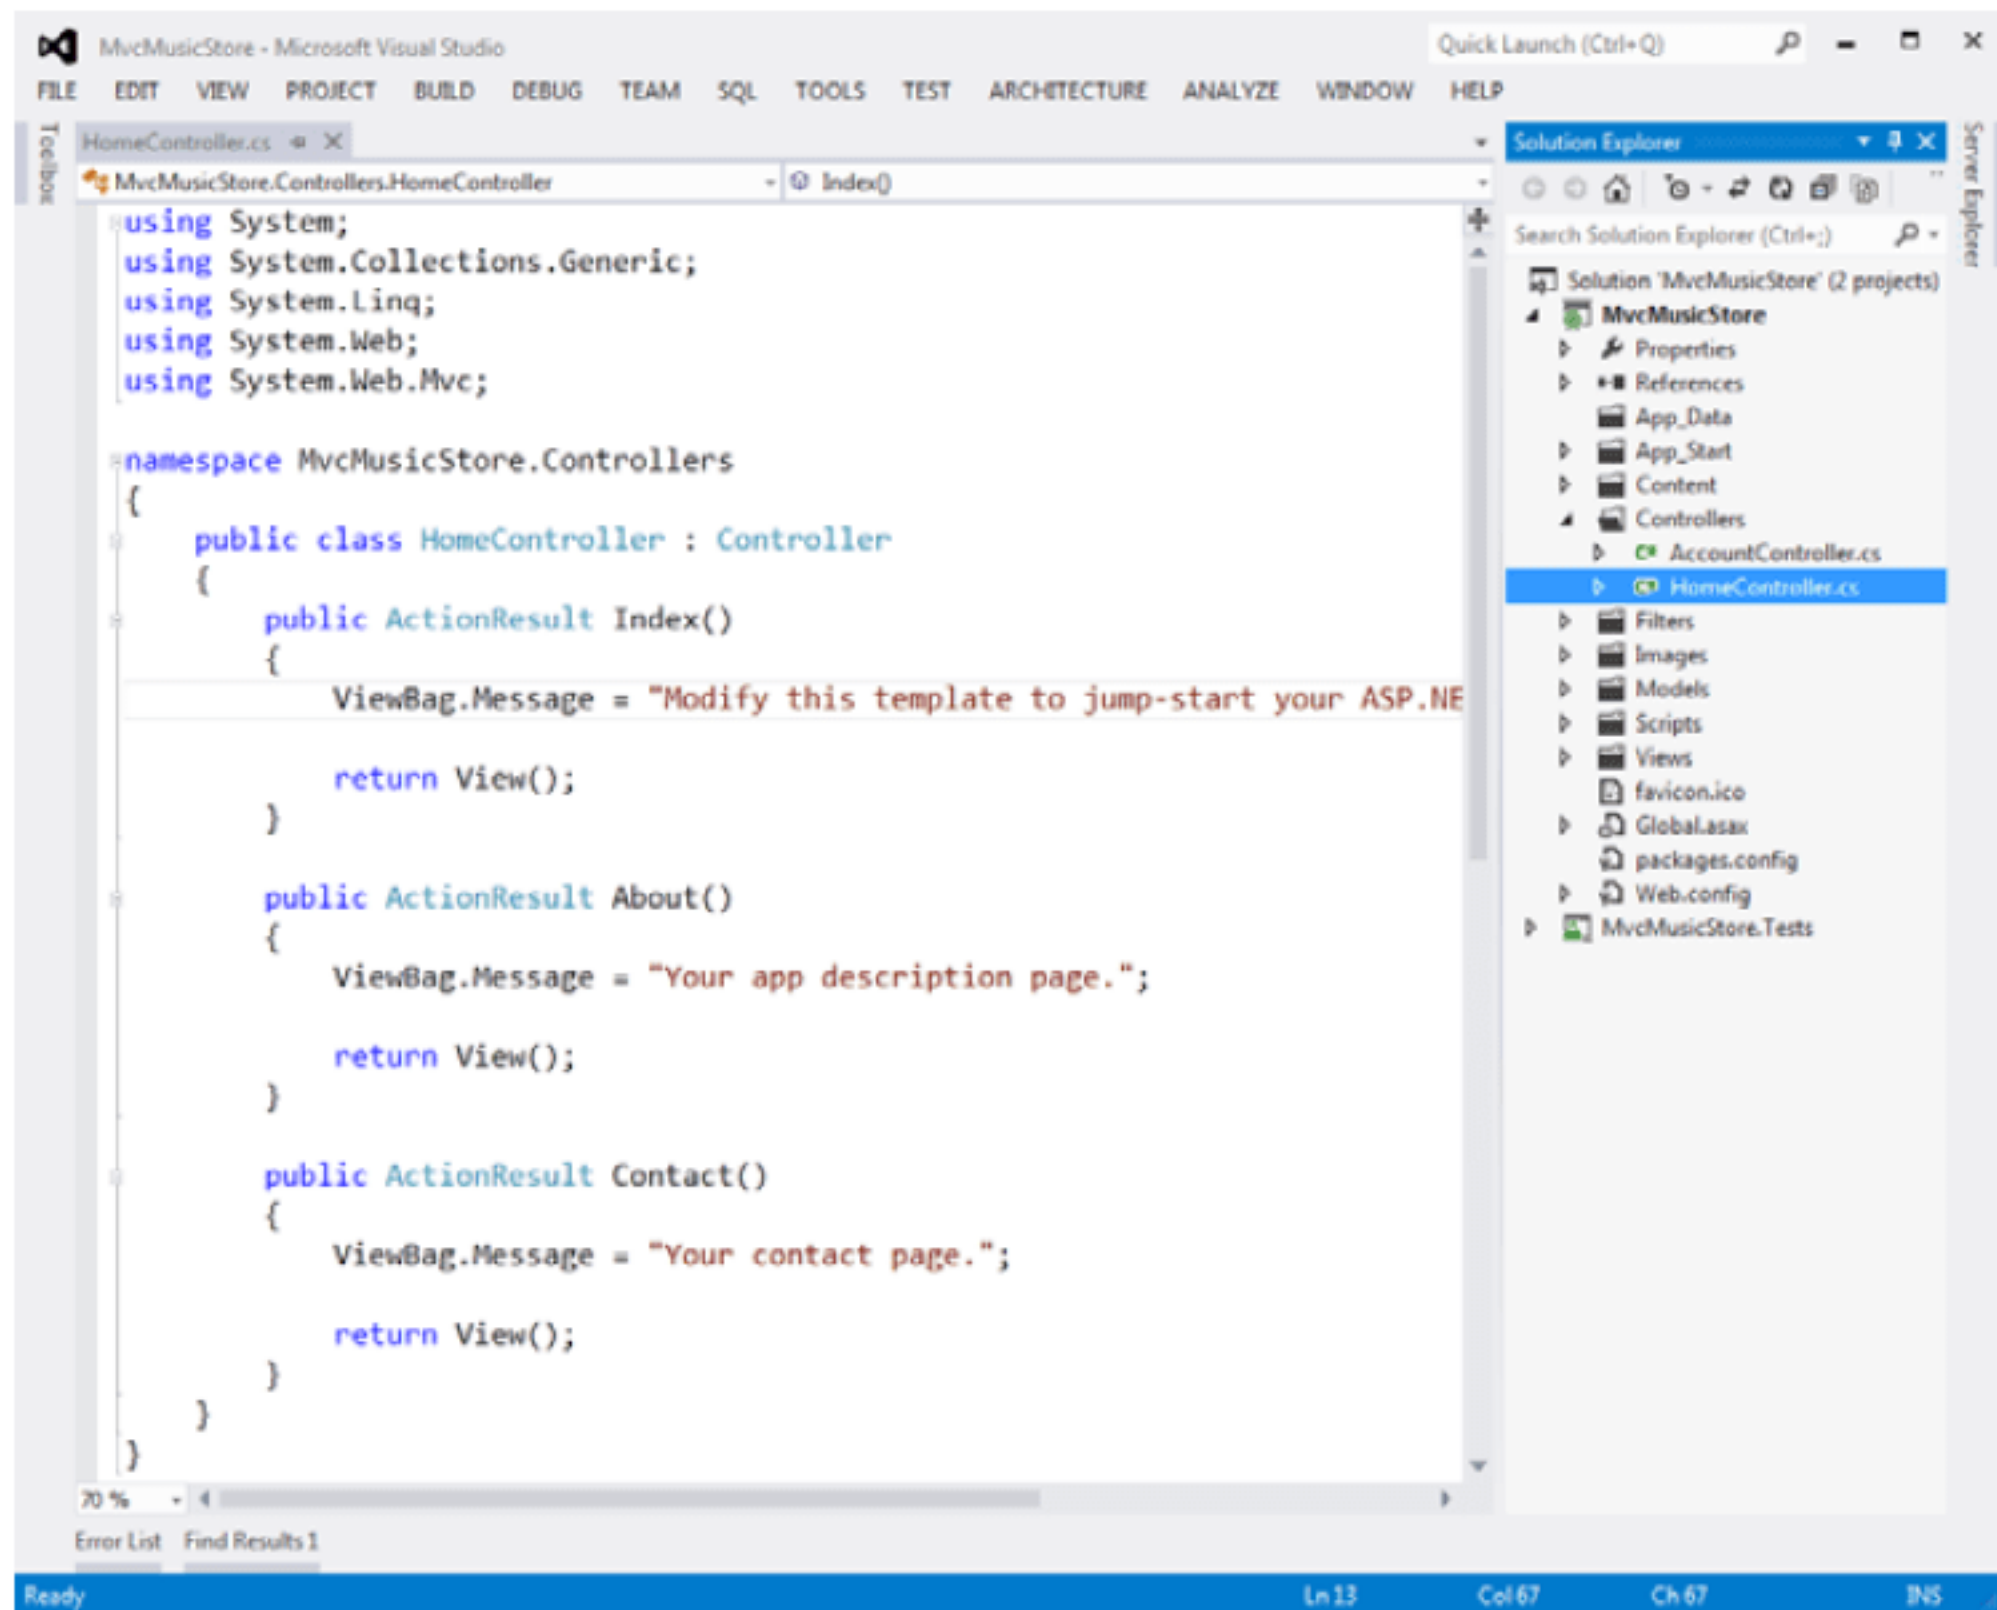 MvcMusicStore - Microsoft Visual Studio
Quick Launch (Ctrl+Q)
FILE EDIT VIEW PROJECT BUILD DEBUG TEAM SQL TOOLS TEST ARCHITECTURE ANALYZE WINDOW HELP
Toolbox
HomeController.cs
MvcMusicStore.Controllers.HomeController
Index()
using System;
using System.Collections.Generic;
using System.Linq;
using System.Web;
using System.Web.Mvc;
namespace MvcMusicStore.Controllers
{
public class HomeController : Controller
{
public ActionResult Index()
{
ViewBag.Message = "Modify this template to jump-start your ASP.NE
return View();
}
public ActionResult About()
{
ViewBag.Message = "Your app description page.";
return View();
}
public ActionResult Contact()
{
ViewBag.Message = "Your contact page.";
return View();
}
}
}
70 %
Error List Find Results 1
Solution Explorer
Search Solution Explorer (Ctrl+;)
Solution 'MvcMusicStore' (2 projects)
MvcMusicStore
Properties
References
App_Data
App_Start
Content
Controllers
C# AccountController.cs
C# HomeController.cs
Filters
Images
Models
Scripts
Views
favicon.ico
Global.asax
packages.config
Web.config
MvcMusicStore.Tests
Server Explorer
Ready
Ln 13 Col 67 Ch 67 INS